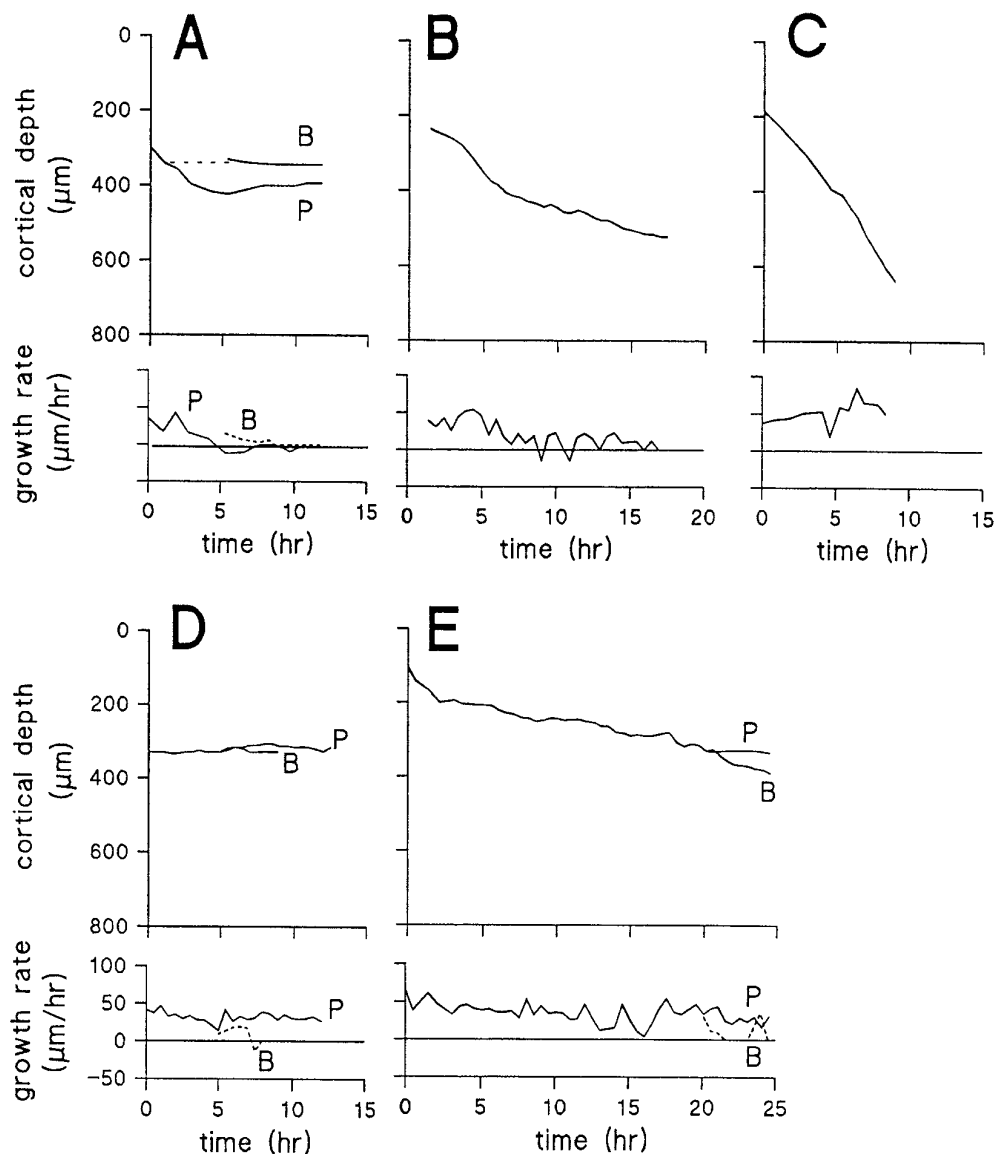 A
B
C
0
200
400
600
800
cortical depth
(µm)
B
P
growth rate
(µm/hr)
P
B
0 5 10 15
time (hr)
0 5 10 15 20
time (hr)
0 5 10 15
time (hr)
D
E
0
200
400
600
800
cortical depth
(µm)
P
B
P
B
growth rate
(µm/hr)
100
50
0
−50
P
B
P
B
0 5 10 15
time (hr)
0 5 10 15 20 25
time (hr)